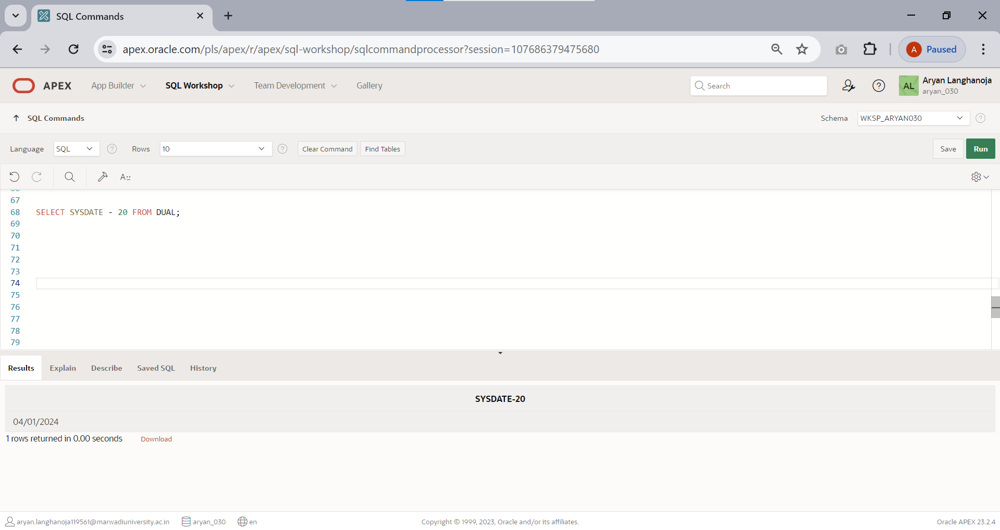 SQL Commands
apex.oracle.com/pls/apex/r/apex/sql-workshop/sqlcommandprocessor?session=107686379475680
A Paused
APEX App Builder SQL Workshop Team Development Gallery Search AL Aryan Langhanoja
aryan_030
SQL Commands Schema WKSP_ARYAN030
Language SQL Rows 10 Clear Command Find Tables Save Run
A::
67
68 SELECT SYSDATE - 20 FROM DUAL;
69
70
71
72
73
74
75
76
77
78
79
Results Explain Describe Saved SQL History
SYSDATE-20
04/01/2024
1 rows returned in 0.00 seconds Download
aryan.langhanoja119561@marwadiuniversity.ac.in aryan_030 en Copyright © 1999, 2023, Oracle and/or its affiliates. Oracle APEX 23.2.4